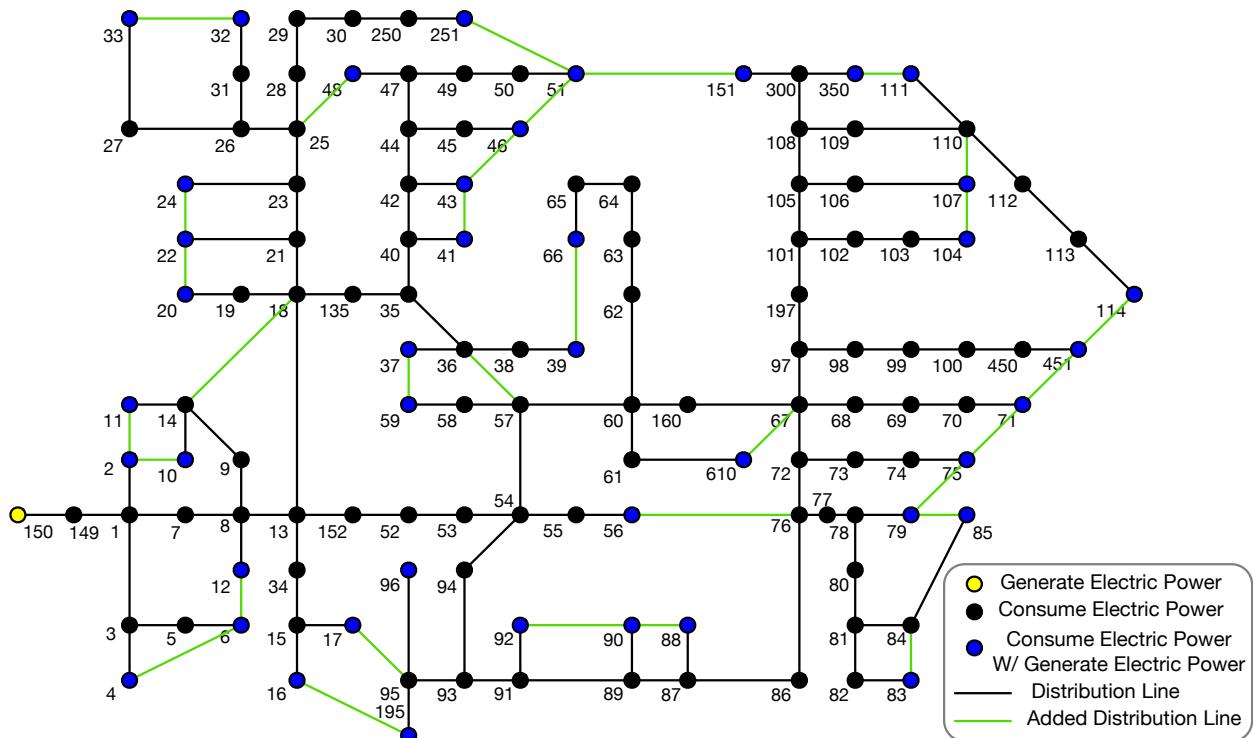 33 32 29 30 250 251
31 28 48 47 49 50 51 151 300 350 111
27 26 25 44 45 46 108 109 110
24 23 42 43 65 64 105 106 107 112
22 21 40 41 66 63 101 102 103 104 113
20 19 18 135 35 62 197 114
37 36 38 39 97 98 99 100 450 451
11 14 59 58 57 60 160 67 68 69 70 71
2 10 9 61 610 72 73 74 75
54 77
150 149 1 7 8 13 152 52 53 55 56 76 78 79 85
12 34 96 94 80
3 5 6 15 17 92 90 88 81 84
4 16 95 93 91 89 87 86 82 83
195
Generate Electric Power
Consume Electric Power
Consume Electric Power
W/ Generate Electric Power
Distribution Line
Added Distribution Line